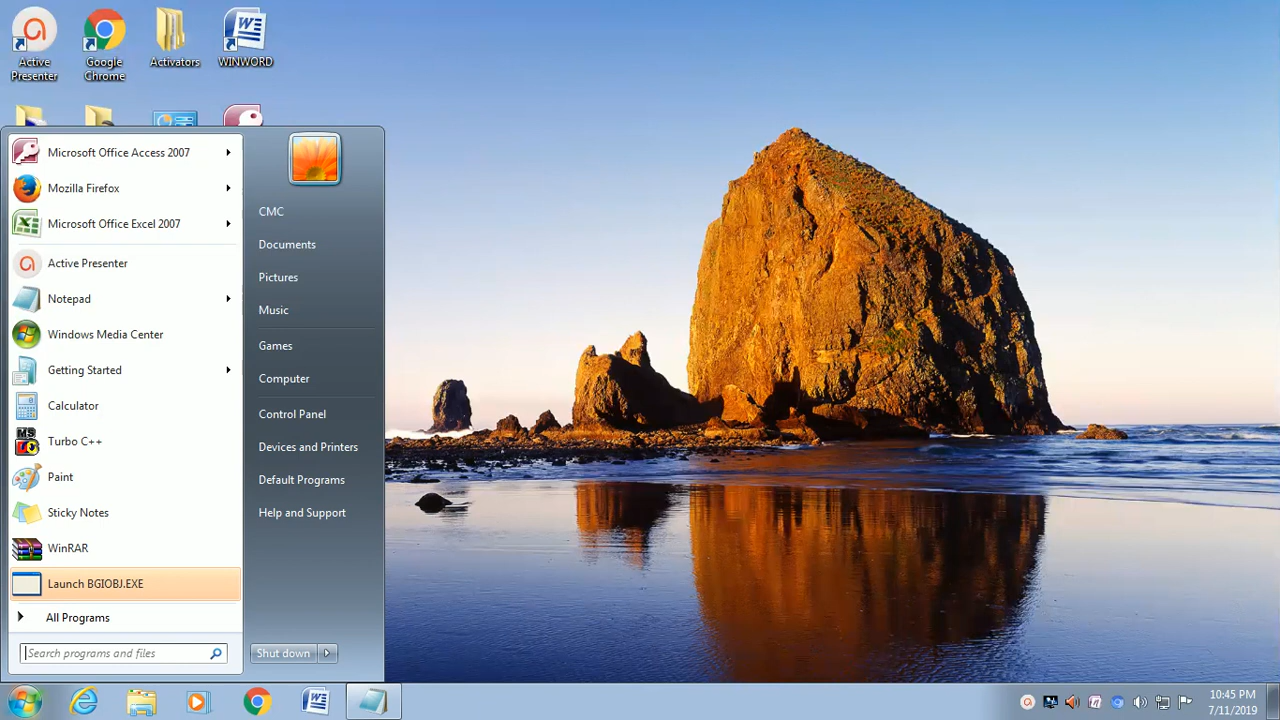 Active Presenter
Google Chrome
Activators
WINWORD
Microsoft Office Access 2007
Mozilla Firefox
Microsoft Office Excel 2007
Active Presenter
Notepad
Windows Media Center
Getting Started
Calculator
MS
Turbo C++
Paint
Sticky Notes
WinRAR
Launch BGIOBJ.EXE
All Programs
Search programs and files
CMC
Documents
Pictures
Music
Games
Computer
Control Panel
Devices and Printers
Default Programs
Help and Support
Shut down
10:45 PM
7/11/2019